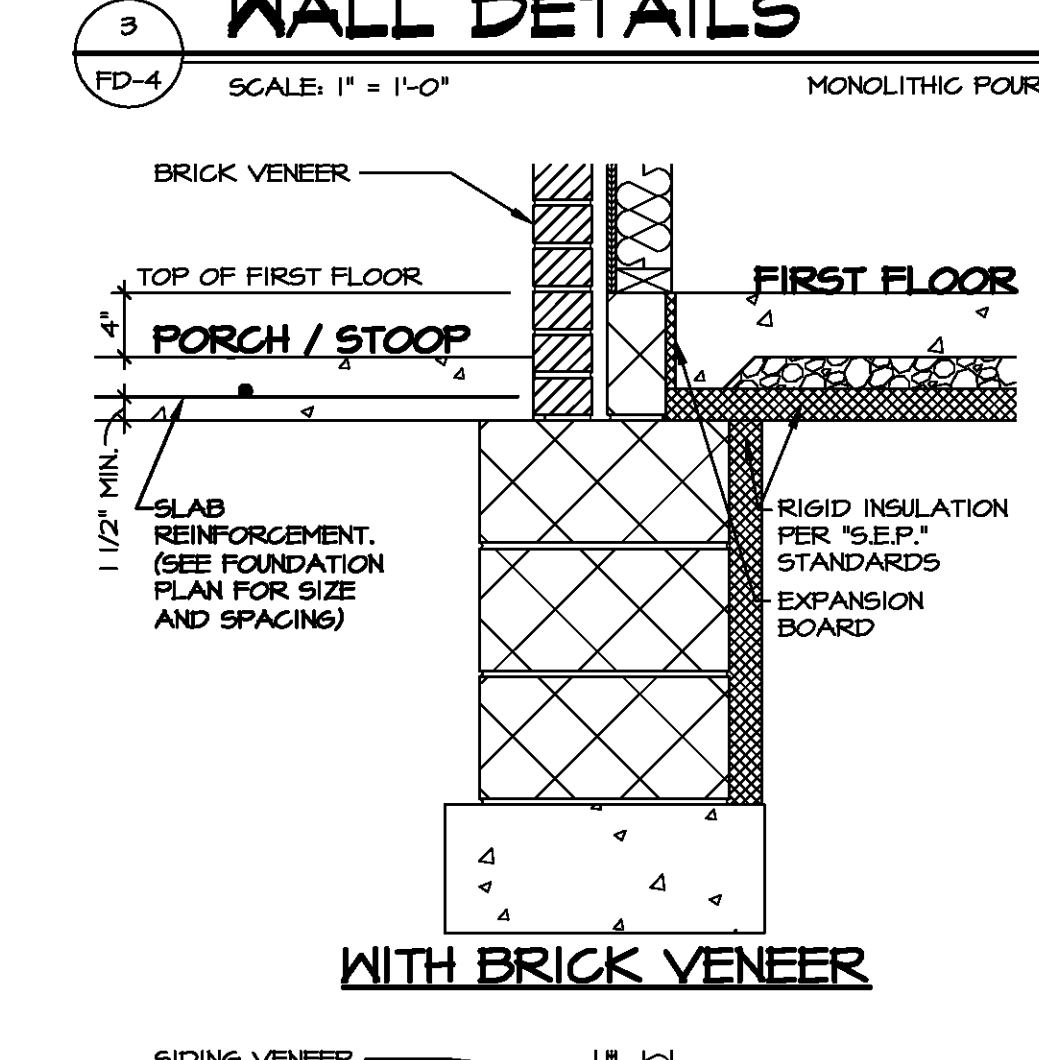 3
WALL DETAILS
FD-4
SCALE: 1" = 1'-0"
MONOLITHIC POUR
BRICK VENEER
TOP OF FIRST FLOOR
FIRST FLOOR
4"
PORCH / STOOP
1 1/2" MIN.
SLAB
REINFORCEMENT.
(SEE FOUNDATION
PLAN FOR SIZE
AND SPACING)
RIGID INSULATION
PER "S.E.P."
STANDARDS
EXPANSION
BOARD
WITH BRICK VENEER
SIDING VENEER